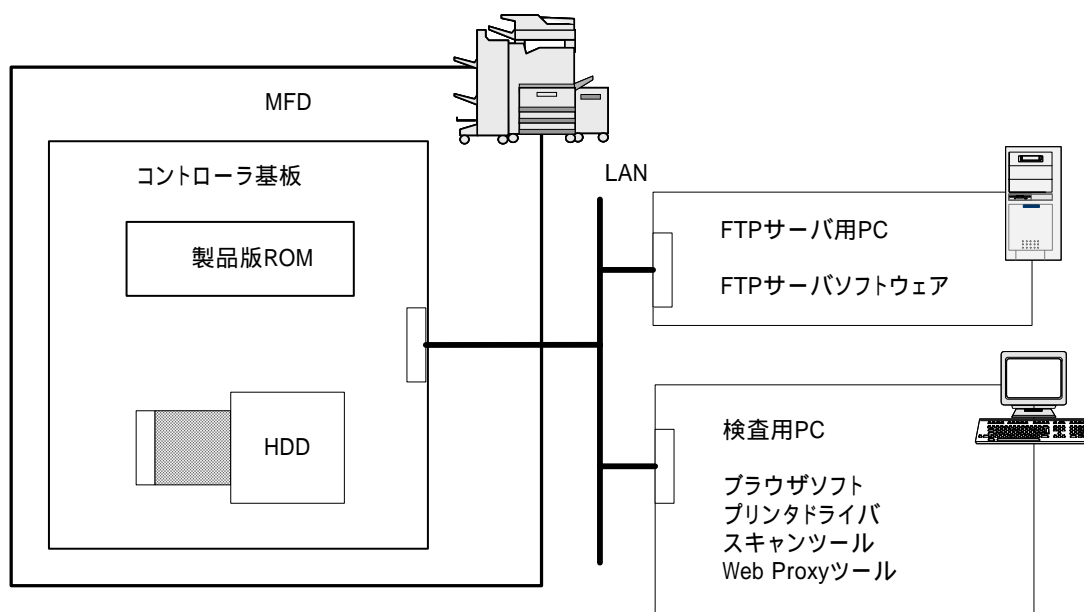 MFD
コントローラ基板
製品版ROM
HDD
LAN
FTPサーバ用PC
FTPサーバソフトウェア
検査用PC
ブラウザソフト
プリンタドライバ
スキャンツール
Web Proxyツール